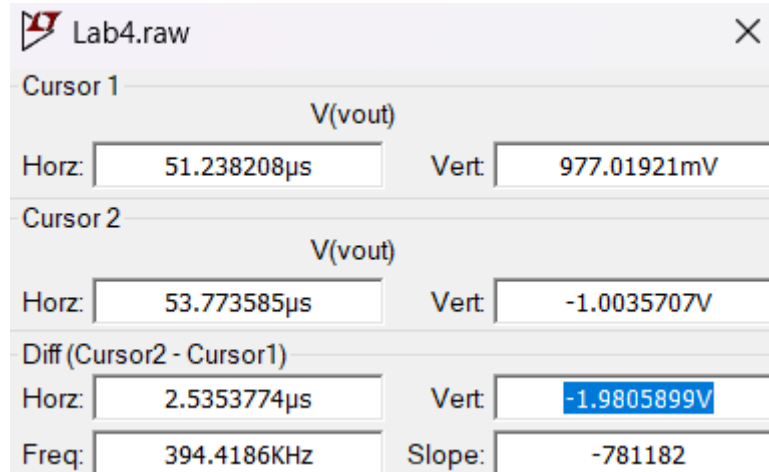 Lab4.raw
Cursor 1
V(vout)
Horz: 51.238208µs Vert: 977.01921mV
Cursor 2
V(vout)
Horz: 53.773585µs Vert: -1.0035707V
Diff (Cursor2 - Cursor1)
Horz: 2.5353774µs Vert: -1.9805899V
Freq: 394.4186KHz Slope: -781182